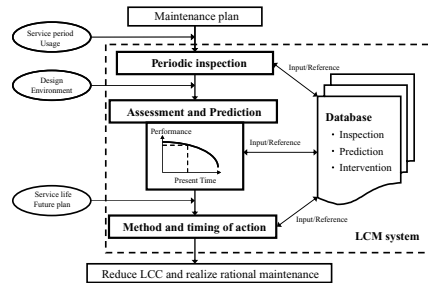 Maintenance plan
Service period
Usage
Periodic inspection
Input/Reference
Design
Environment
Assessment and Prediction
Performance
Present Time
Input/Reference
Database
・Inspection
・Prediction
・Intervention
Service life
Future plan
Method and timing of action
Input/Reference
LCM system
Reduce LCC and realize rational maintenance